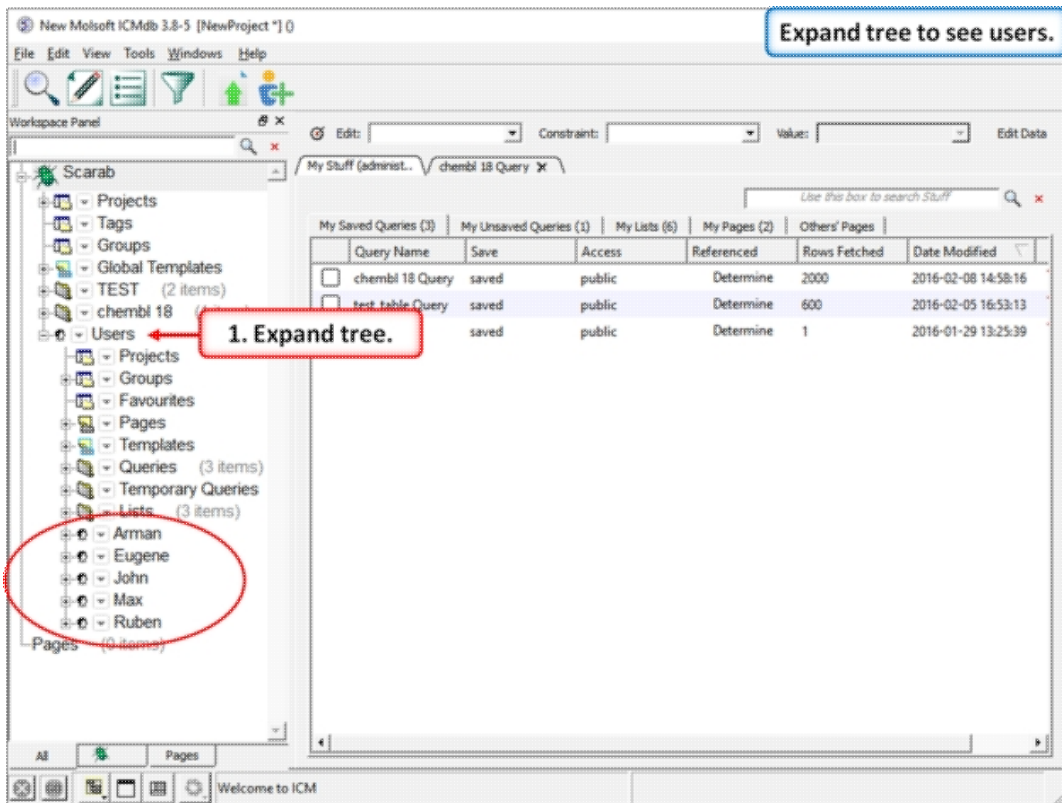 New Molsoft ICMdb 3.8-5 [NewProject *] ()
Expand tree to see users.
File Edit View Tools Windows Help
Workspace Panel
Edit: Constraint: Value: Edit Data
My Stuff (administ.. chembl 18 Query
Use this box to search Stuff
My Saved Queries (3) My Unsaved Queries (1) My Lists (6) My Pages (2) Others' Pages
Query Name Save Access Referenced Rows Fetched Date Modified
chembl 18 Query saved public Determine 2000 2016-02-08 14:58:16
test_table Query saved public Determine 600 2016-02-05 16:53:13
saved public Determine 1 2016-01-29 13:25:39
Scarab
Projects
Tags
Groups
Global Templates
TEST (2 items)
chembl 18
Users
1. Expand tree.
Projects
Groups
Favourites
Pages
Templates
Queries (3 items)
Temporary Queries
Lists (3 items)
Arman
Eugene
John
Max
Ruben
Pages (0 items)
All Pages
Welcome to ICM